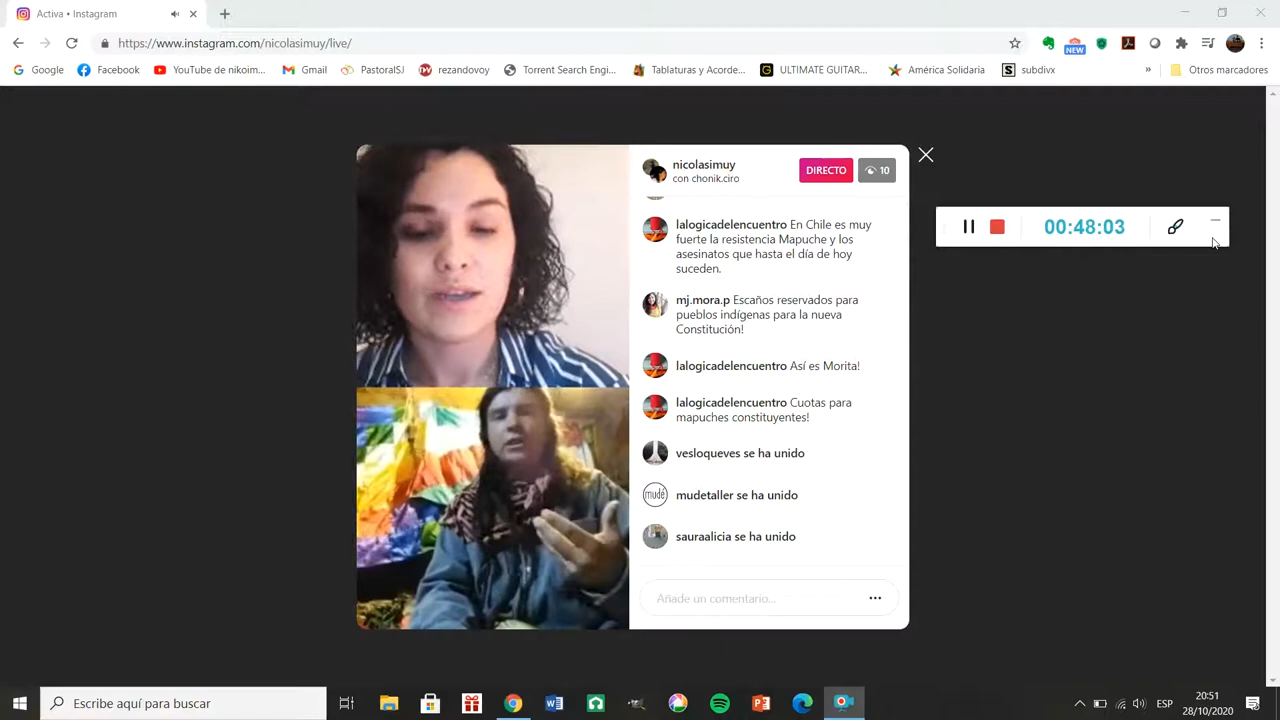 Activa • Instagram
https://www.instagram.com/nicolasimuy/live/
NEW
Google
Facebook
YouTube de nikoim...
Gmail
PastoralSJ
rezandovoy
Torrent Search Engi...
Tablaturas y Acorde...
ULTIMATE GUITAR...
América Solidaria
subdivx
»
Otros marcadores
nicolasimuy
con chonik.ciro
DIRECTO
10
lalogicadelencuentro En Chile es muy
fuerte la resistencia Mapuche y los
asesinatos que hasta el día de hoy
suceden.
mj.mora.p Escaños reservados para
pueblos indígenas para la nueva
Constitución!
lalogicadelencuentro Así es Morita!
lalogicadelencuentro Cuotas para
mapuches constituyentes!
vesloqueves se ha unido
mudé
mudetaller se ha unido
sauraalicia se ha unido
Añade un comentario...
00:48:03
Escribe aquí para buscar
ESP
20:51
28/10/2020